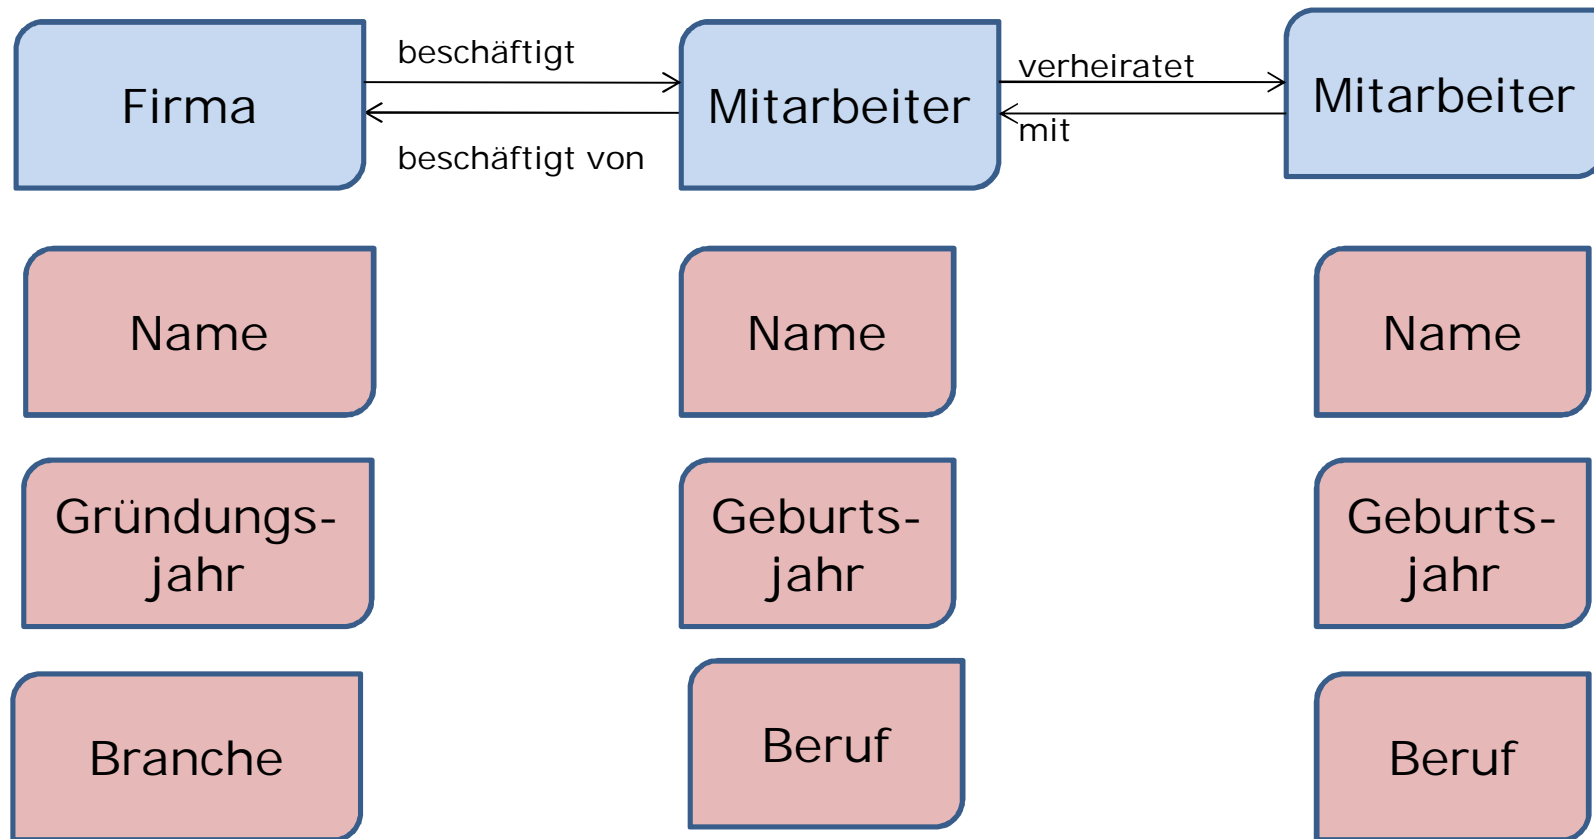 Firma
beschäftigt
beschäftigt von
Mitarbeiter
verheiratet
mit
Mitarbeiter
Name
Name
Name
Gründungs-
jahr
Geburts-
jahr
Geburts-
jahr
Branche
Beruf
Beruf